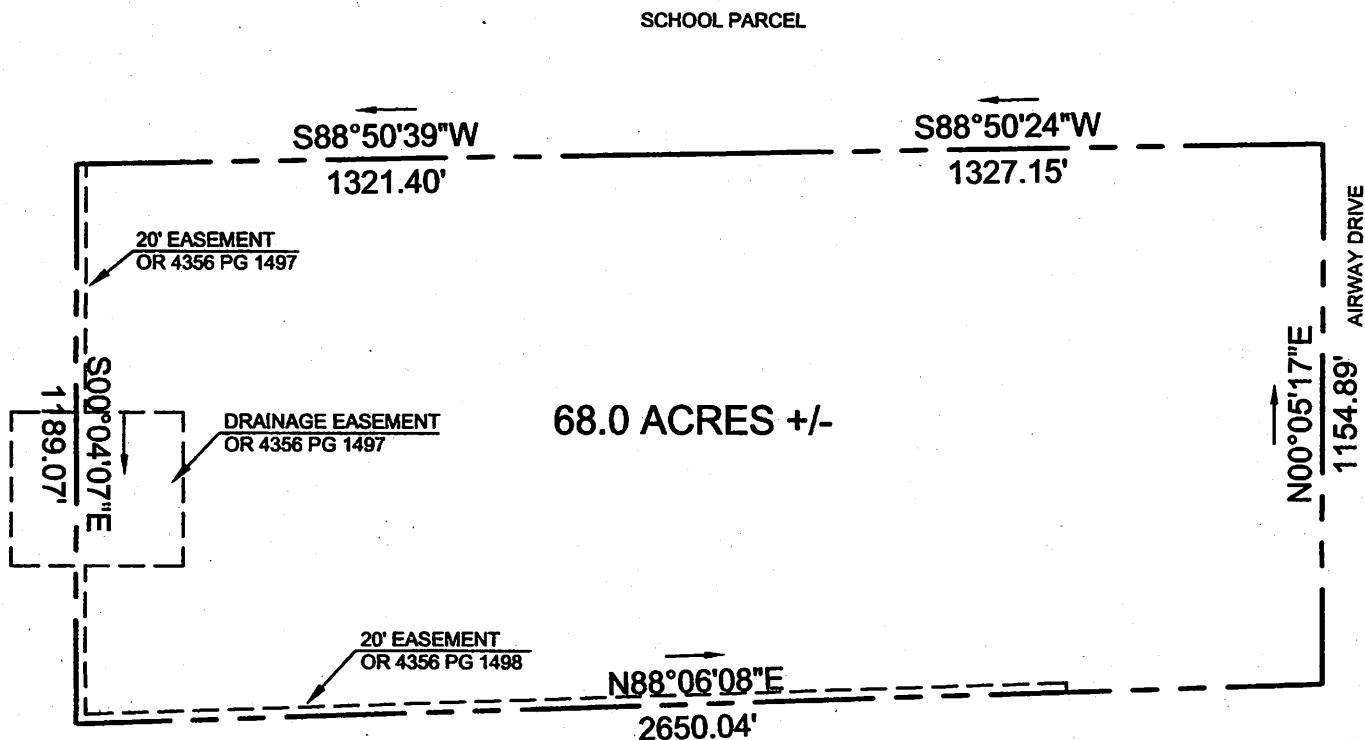 SCHOOL PARCEL
S88°50'39"W
1321.40'
S88°50'24"W
1327.15'
20' EASEMENT
OR 4356 PG 1497
AIRWAY DRIVE
N00°05'17"E
1154.89'
S00°04'07"E
1189.07'
DRAINAGE EASEMENT
OR 4356 PG 1497
68.0 ACRES +/-
20' EASEMENT
OR 4356 PG 1498
N88°06'08"E
2650.04'